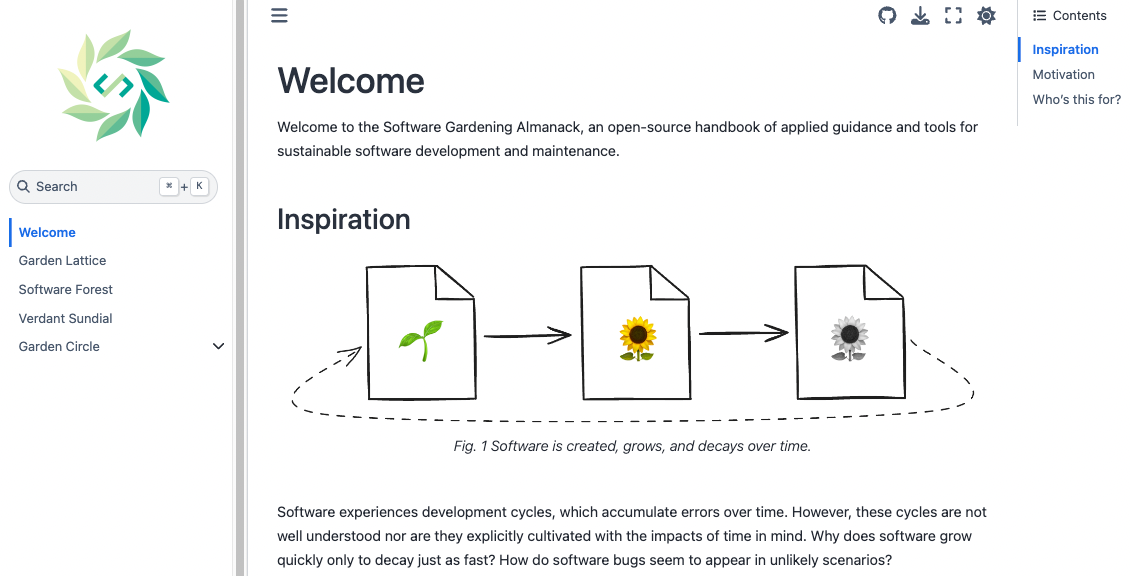 Search
⌘ + K
Welcome
Garden Lattice
Software Forest
Verdant Sundial
Garden Circle
Welcome
Welcome to the Software Gardening Almanack, an open-source handbook of applied guidance and tools for
sustainable software development and maintenance.
Inspiration
Fig. 1 Software is created, grows, and decays over time.
Software experiences development cycles, which accumulate errors over time. However, these cycles are not
well understood nor are they explicitly cultivated with the impacts of time in mind. Why does software grow
quickly only to decay just as fast? How do software bugs seem to appear in unlikely scenarios?
Contents
Inspiration
Motivation
Who’s this for?